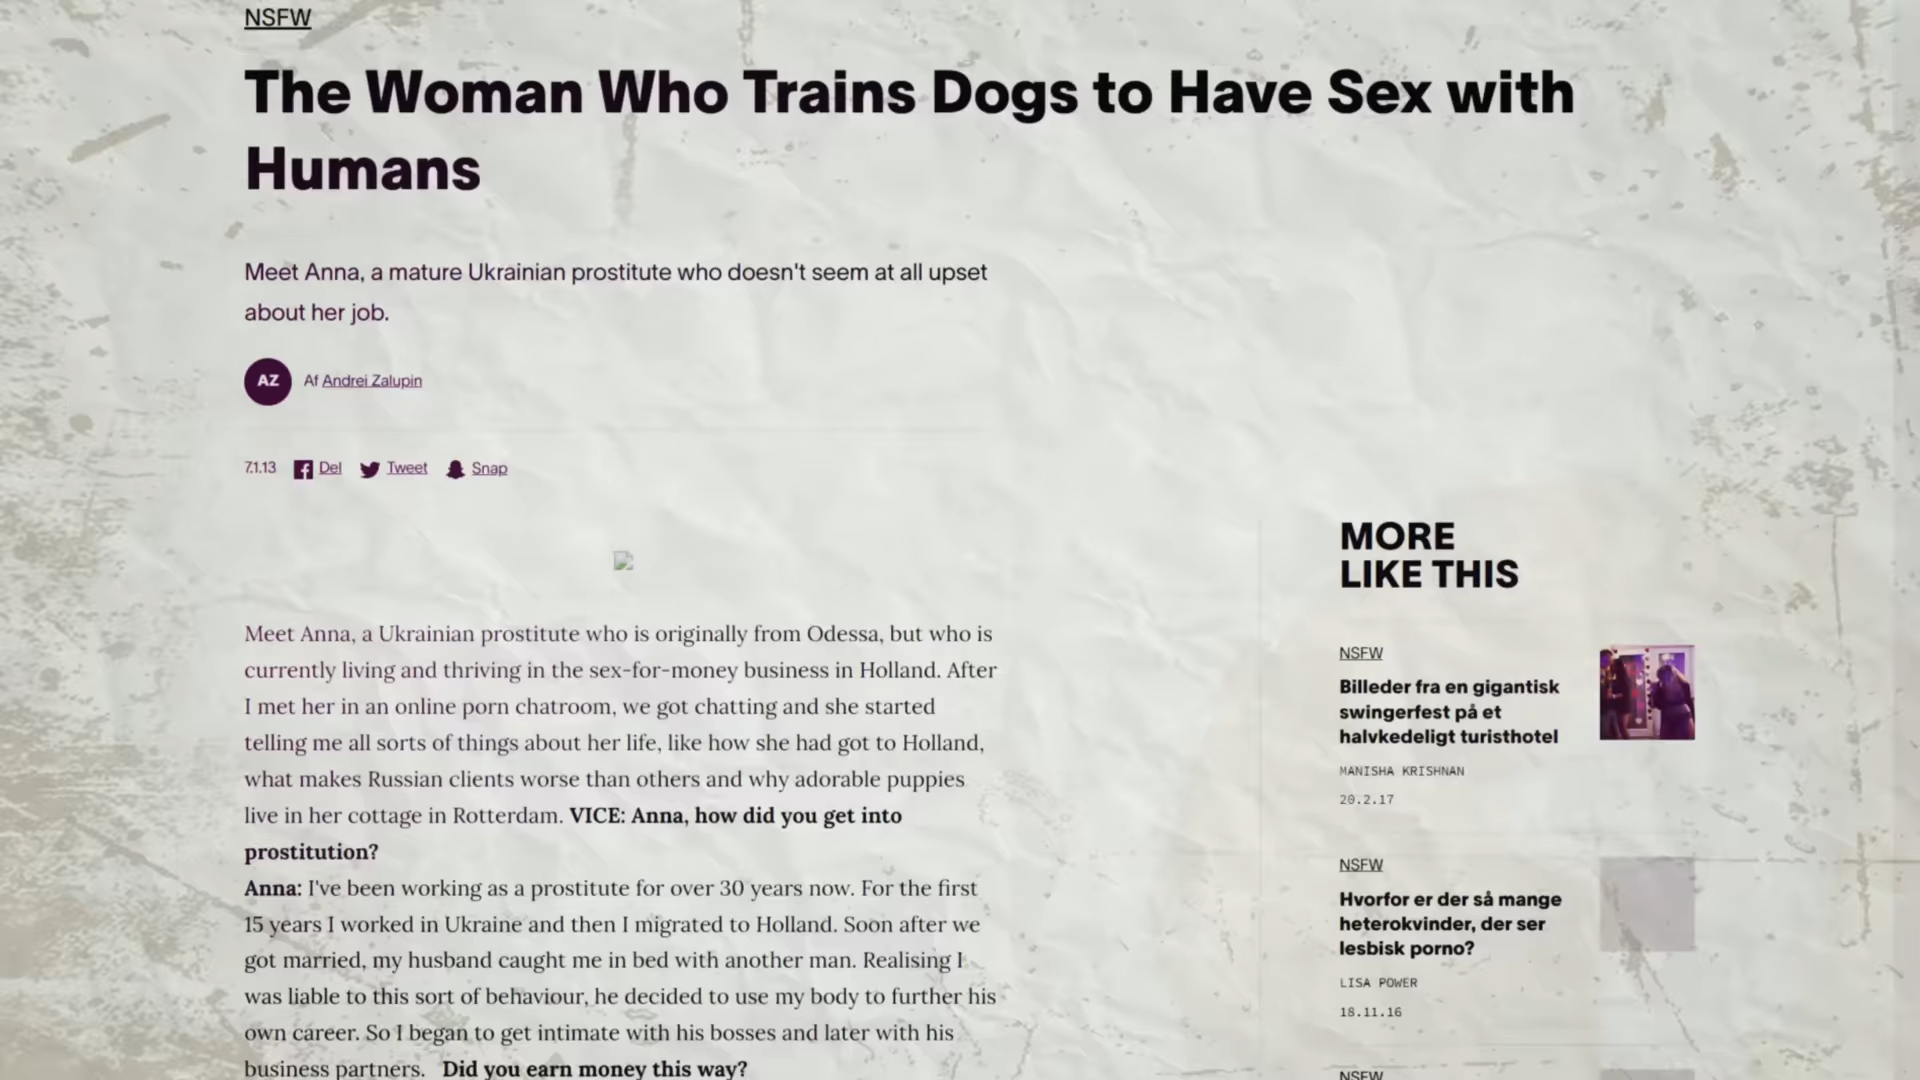 NSFW
The Woman Who Trains Dogs to Have Sex with
Humans
Meet Anna, a mature Ukrainian prostitute who doesn't seem at all upset
about her job.
AZ
Af Andrei Zalupin
7.1.13 Del Tweet Snap
Meet Anna, a Ukrainian prostitute who is originally from Odessa, but who is
currently living and thriving in the sex-for-money business in Holland. After
I met her in an online porn chatroom, we got chatting and she started
telling me all sorts of things about her life, like how she had got to Holland,
what makes Russian clients worse than others and why adorable puppies
live in her cottage in Rotterdam. VICE: Anna, how did you get into
prostitution?
Anna: I've been working as a prostitute for over 30 years now. For the first
15 years I worked in Ukraine and then I migrated to Holland. Soon after we
got married, my husband caught me in bed with another man. Realising I
was liable to this sort of behaviour, he decided to use my body to further his
own career. So I began to get intimate with his bosses and later with his
business partners. Did you earn money this way?
MORE
LIKE THIS
NSFW
Billeder fra en gigantisk
swingerfest på et
halvkedeligt turisthotel
MANISHA KRISHNAN
20.2.17
NSFW
Hvorfor er der så mange
heterokvinder, der ser
lesbisk porno?
LISA POWER
18.11.16
NSFW